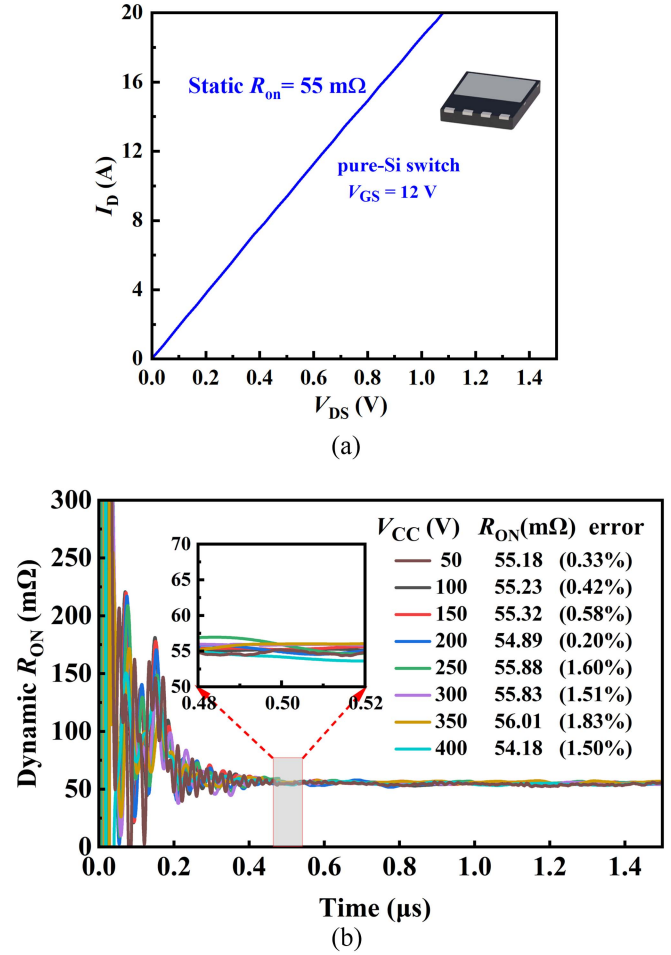 20
16
12
8
4
0
I_D (A)
Static R_on = 55 mΩ
pure-Si switch
V_GS = 12 V
0.0 0.2 0.4 0.6 0.8 1.0 1.2 1.4
V_DS (V)
(a)
300
250
200
150
100
50
0
Dynamic R_ON (mΩ)
70
65
60
55
50
0.48 0.50 0.52
V_CC (V) R_ON(mΩ) error
50 55.18 (0.33%)
100 55.23 (0.42%)
150 55.32 (0.58%)
200 54.89 (0.20%)
250 55.88 (1.60%)
300 55.83 (1.51%)
350 56.01 (1.83%)
400 54.18 (1.50%)
0.0 0.2 0.4 0.6 0.8 1.0 1.2 1.4
Time (μs)
(b)